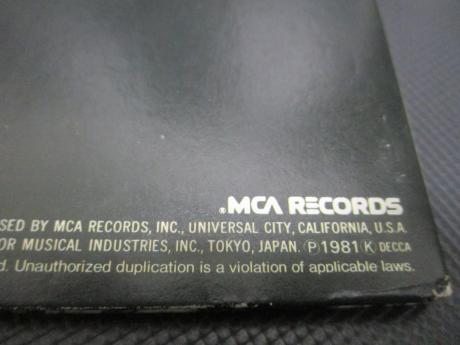 ®MCA RECORDS
SED BY MCA RECORDS, INC., UNIVERSAL CITY, CALIFORNIA, U.S.A.
OR MUSICAL INDUSTRIES, INC., TOKYO, JAPAN. Ⓟ1981 Ⓚ DECCA
d. Unauthorized duplication is a violation of applicable laws.